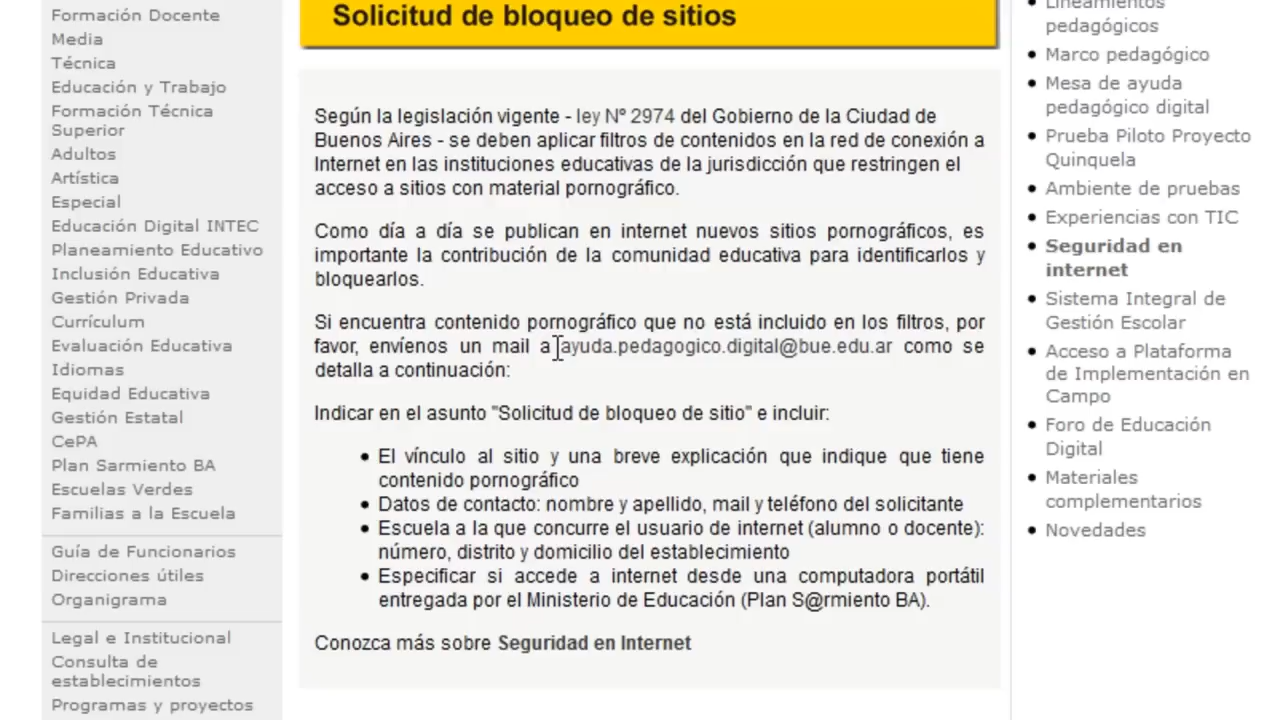 Formación Docente
Media
Técnica
Educación y Trabajo
Formación Técnica
Superior
Adultos
Artística
Especial
Educación Digital INTEC
Planeamiento Educativo
Inclusión Educativa
Gestión Privada
Currículum
Evaluación Educativa
Idiomas
Equidad Educativa
Gestión Estatal
CePA
Plan Sarmiento BA
Escuelas Verdes
Familias a la Escuela
Guía de Funcionarios
Direcciones útiles
Organigrama
Legal e Institucional
Consulta de
establecimientos
Programas y proyectos
Solicitud de bloqueo de sitios
Según la legislación vigente - ley Nº 2974 del Gobierno de la Ciudad de
Buenos Aires - se deben aplicar filtros de contenidos en la red de conexión a
Internet en las instituciones educativas de la jurisdicción que restringen el
acceso a sitios con material pornográfico.
Como día a día se publican en internet nuevos sitios pornográficos, es
importante la contribución de la comunidad educativa para identificarlos y
bloquearlos.
Si encuentra contenido pornográfico que no está incluido en los filtros, por
favor, envíenos un mail a ayuda.pedagogico.digital@bue.edu.ar como se
detalla a continuación:
Indicar en el asunto "Solicitud de bloqueo de sitio" e incluir:
• El vínculo al sitio y una breve explicación que indique que tiene
contenido pornográfico
• Datos de contacto: nombre y apellido, mail y teléfono del solicitante
• Escuela a la que concurre el usuario de internet (alumno o docente):
número, distrito y domicilio del establecimiento
• Especificar si accede a internet desde una computadora portátil
entregada por el Ministerio de Educación (Plan S@rmiento BA).
Conozca más sobre Seguridad en Internet
• Lineamientos
pedagógicos
• Marco pedagógico
• Mesa de ayuda
pedagógico digital
• Prueba Piloto Proyecto
Quinquela
• Ambiente de pruebas
• Experiencias con TIC
• Seguridad en
internet
• Sistema Integral de
Gestión Escolar
• Acceso a Plataforma
de Implementación en
Campo
• Foro de Educación
Digital
• Materiales
complementarios
• Novedades